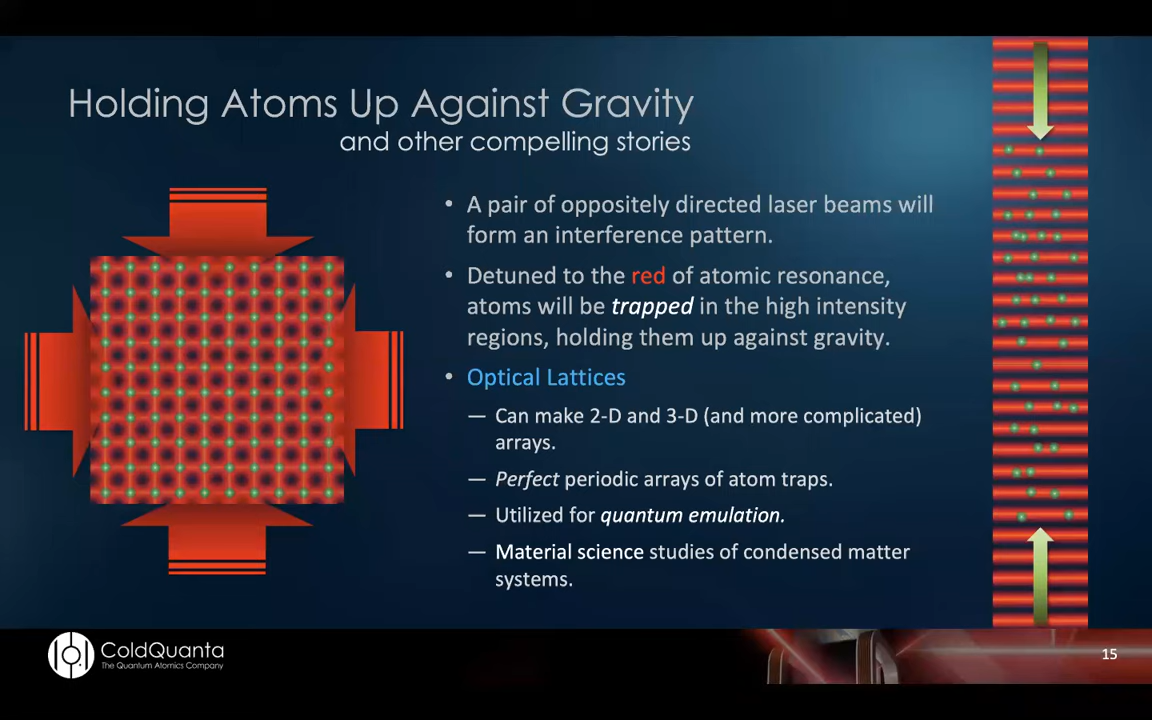 Holding Atoms Up Against Gravity
and other compelling stories
• A pair of oppositely directed laser beams will
form an interference pattern.
• Detuned to the red of atomic resonance,
atoms will be trapped in the high intensity
regions, holding them up against gravity.
• Optical Lattices
— Can make 2-D and 3-D (and more complicated)
arrays.
— Perfect periodic arrays of atom traps.
— Utilized for quantum emulation.
— Material science studies of condensed matter
systems.
ColdQuanta
The Quantum Atomics Company
15